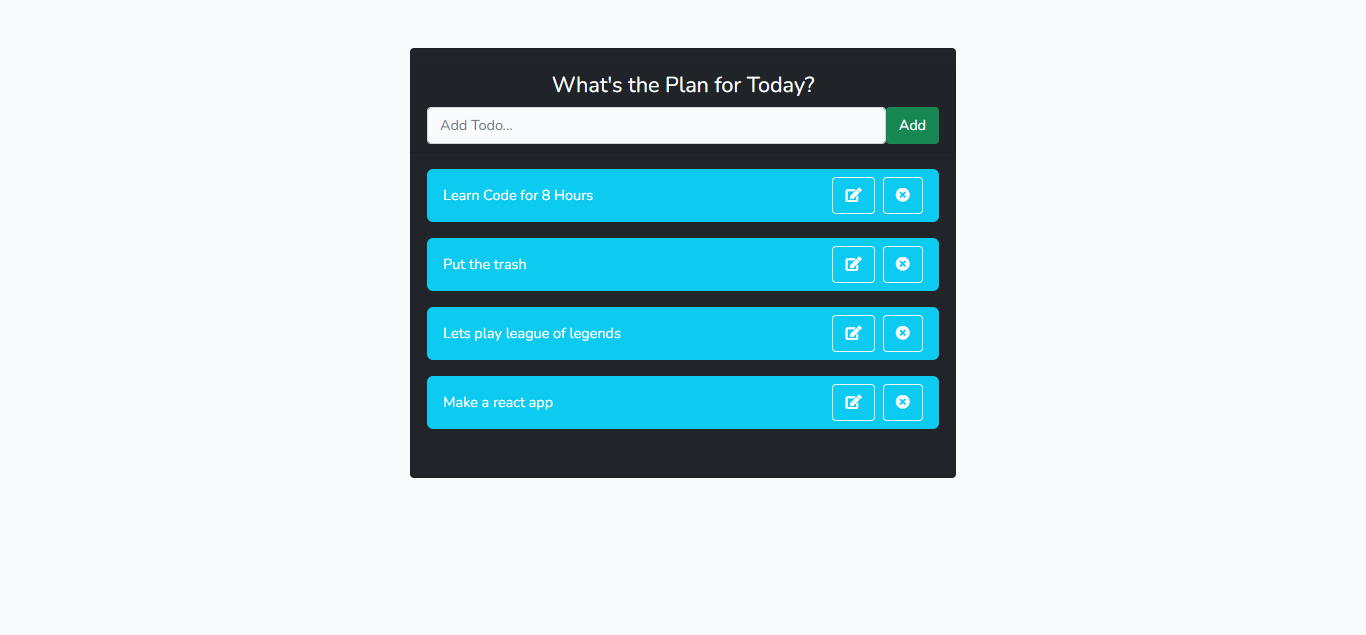 What's the Plan for Today?
Add Todo...
Add
Learn Code for 8 Hours
Put the trash
Lets play league of legends
Make a react app